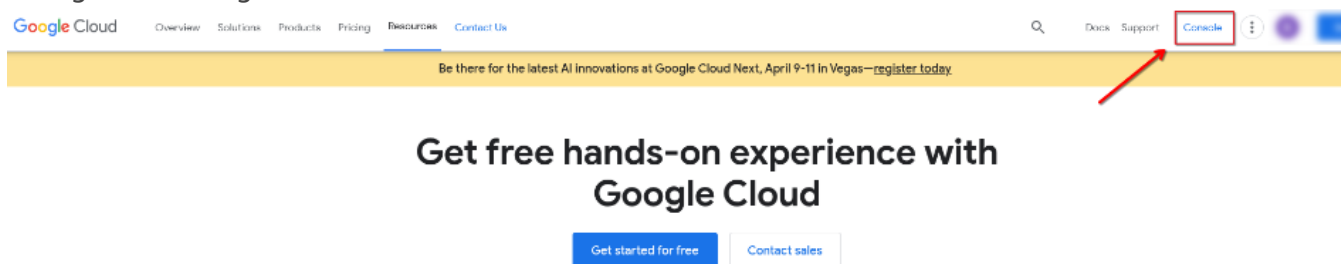 Google Cloud Overview Solutions Products Pricing Resources Contact Us Docs Support Console
Be there for the latest AI innovations at Google Cloud Next, April 9-11 in Vegas—register today
Get free hands-on experience with
Google Cloud
Get started for free Contact sales